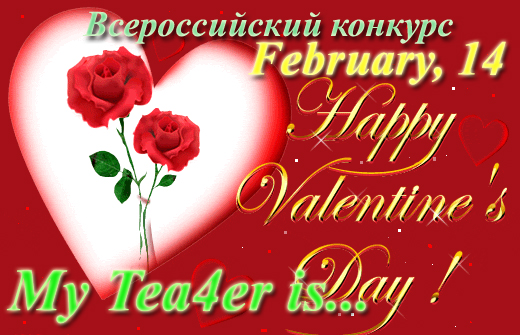 Всероссийский конкурс
February, 14
Happy
Valentine's
Day !
My Tea4er is...